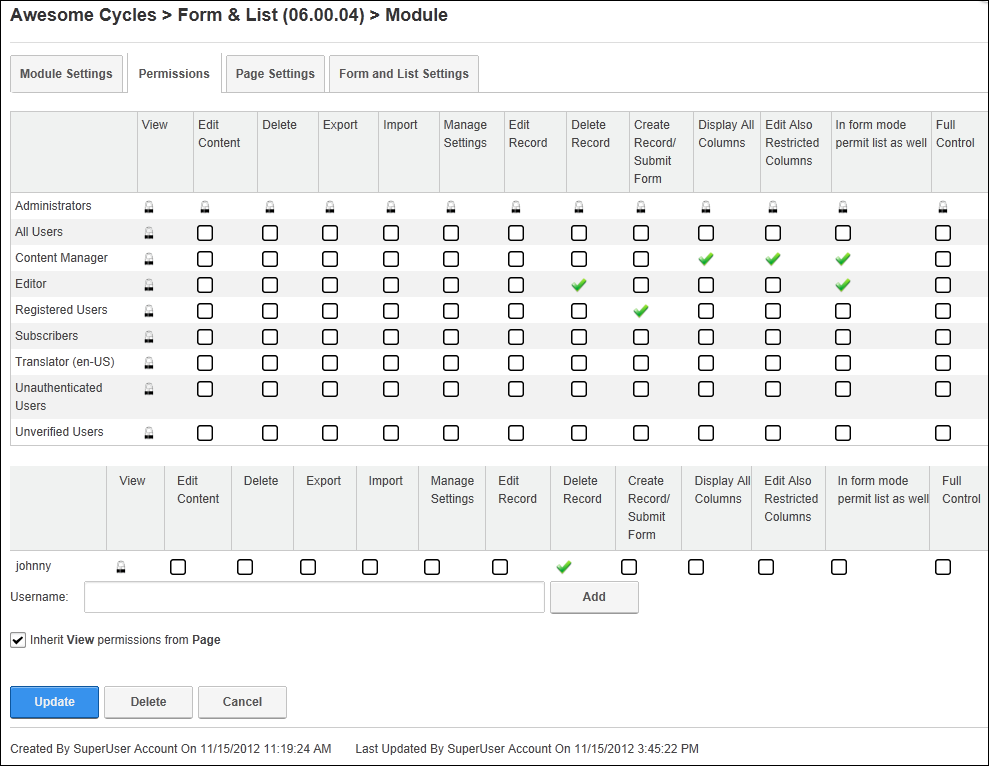 Awesome Cycles > Form & List (06.00.04) > Module
Module Settings Permissions Page Settings Form and List Settings
View Edit Delete Export Import Manage Edit Delete Create Display All Edit Also In form mode Full
Content Settings Record Record Record/ Columns Restricted permit list as well Control
Submit Columns
Form
Administrators
All Users
Content Manager
Editor
Registered Users
Subscribers
Translator (en-US)
Unauthenticated
Users
Unverified Users
View Edit Delete Export Import Manage Edit Delete Create Display All Edit Also In form mode Full
Content Settings Record Record Record/ Columns Restricted permit list as well Control
Submit Columns
Form
johnny
Username: Add
Inherit View permissions from Page
Update Delete Cancel
Created By SuperUser Account On 11/15/2012 11:19:24 AM Last Updated By SuperUser Account On 11/15/2012 3:45:22 PM